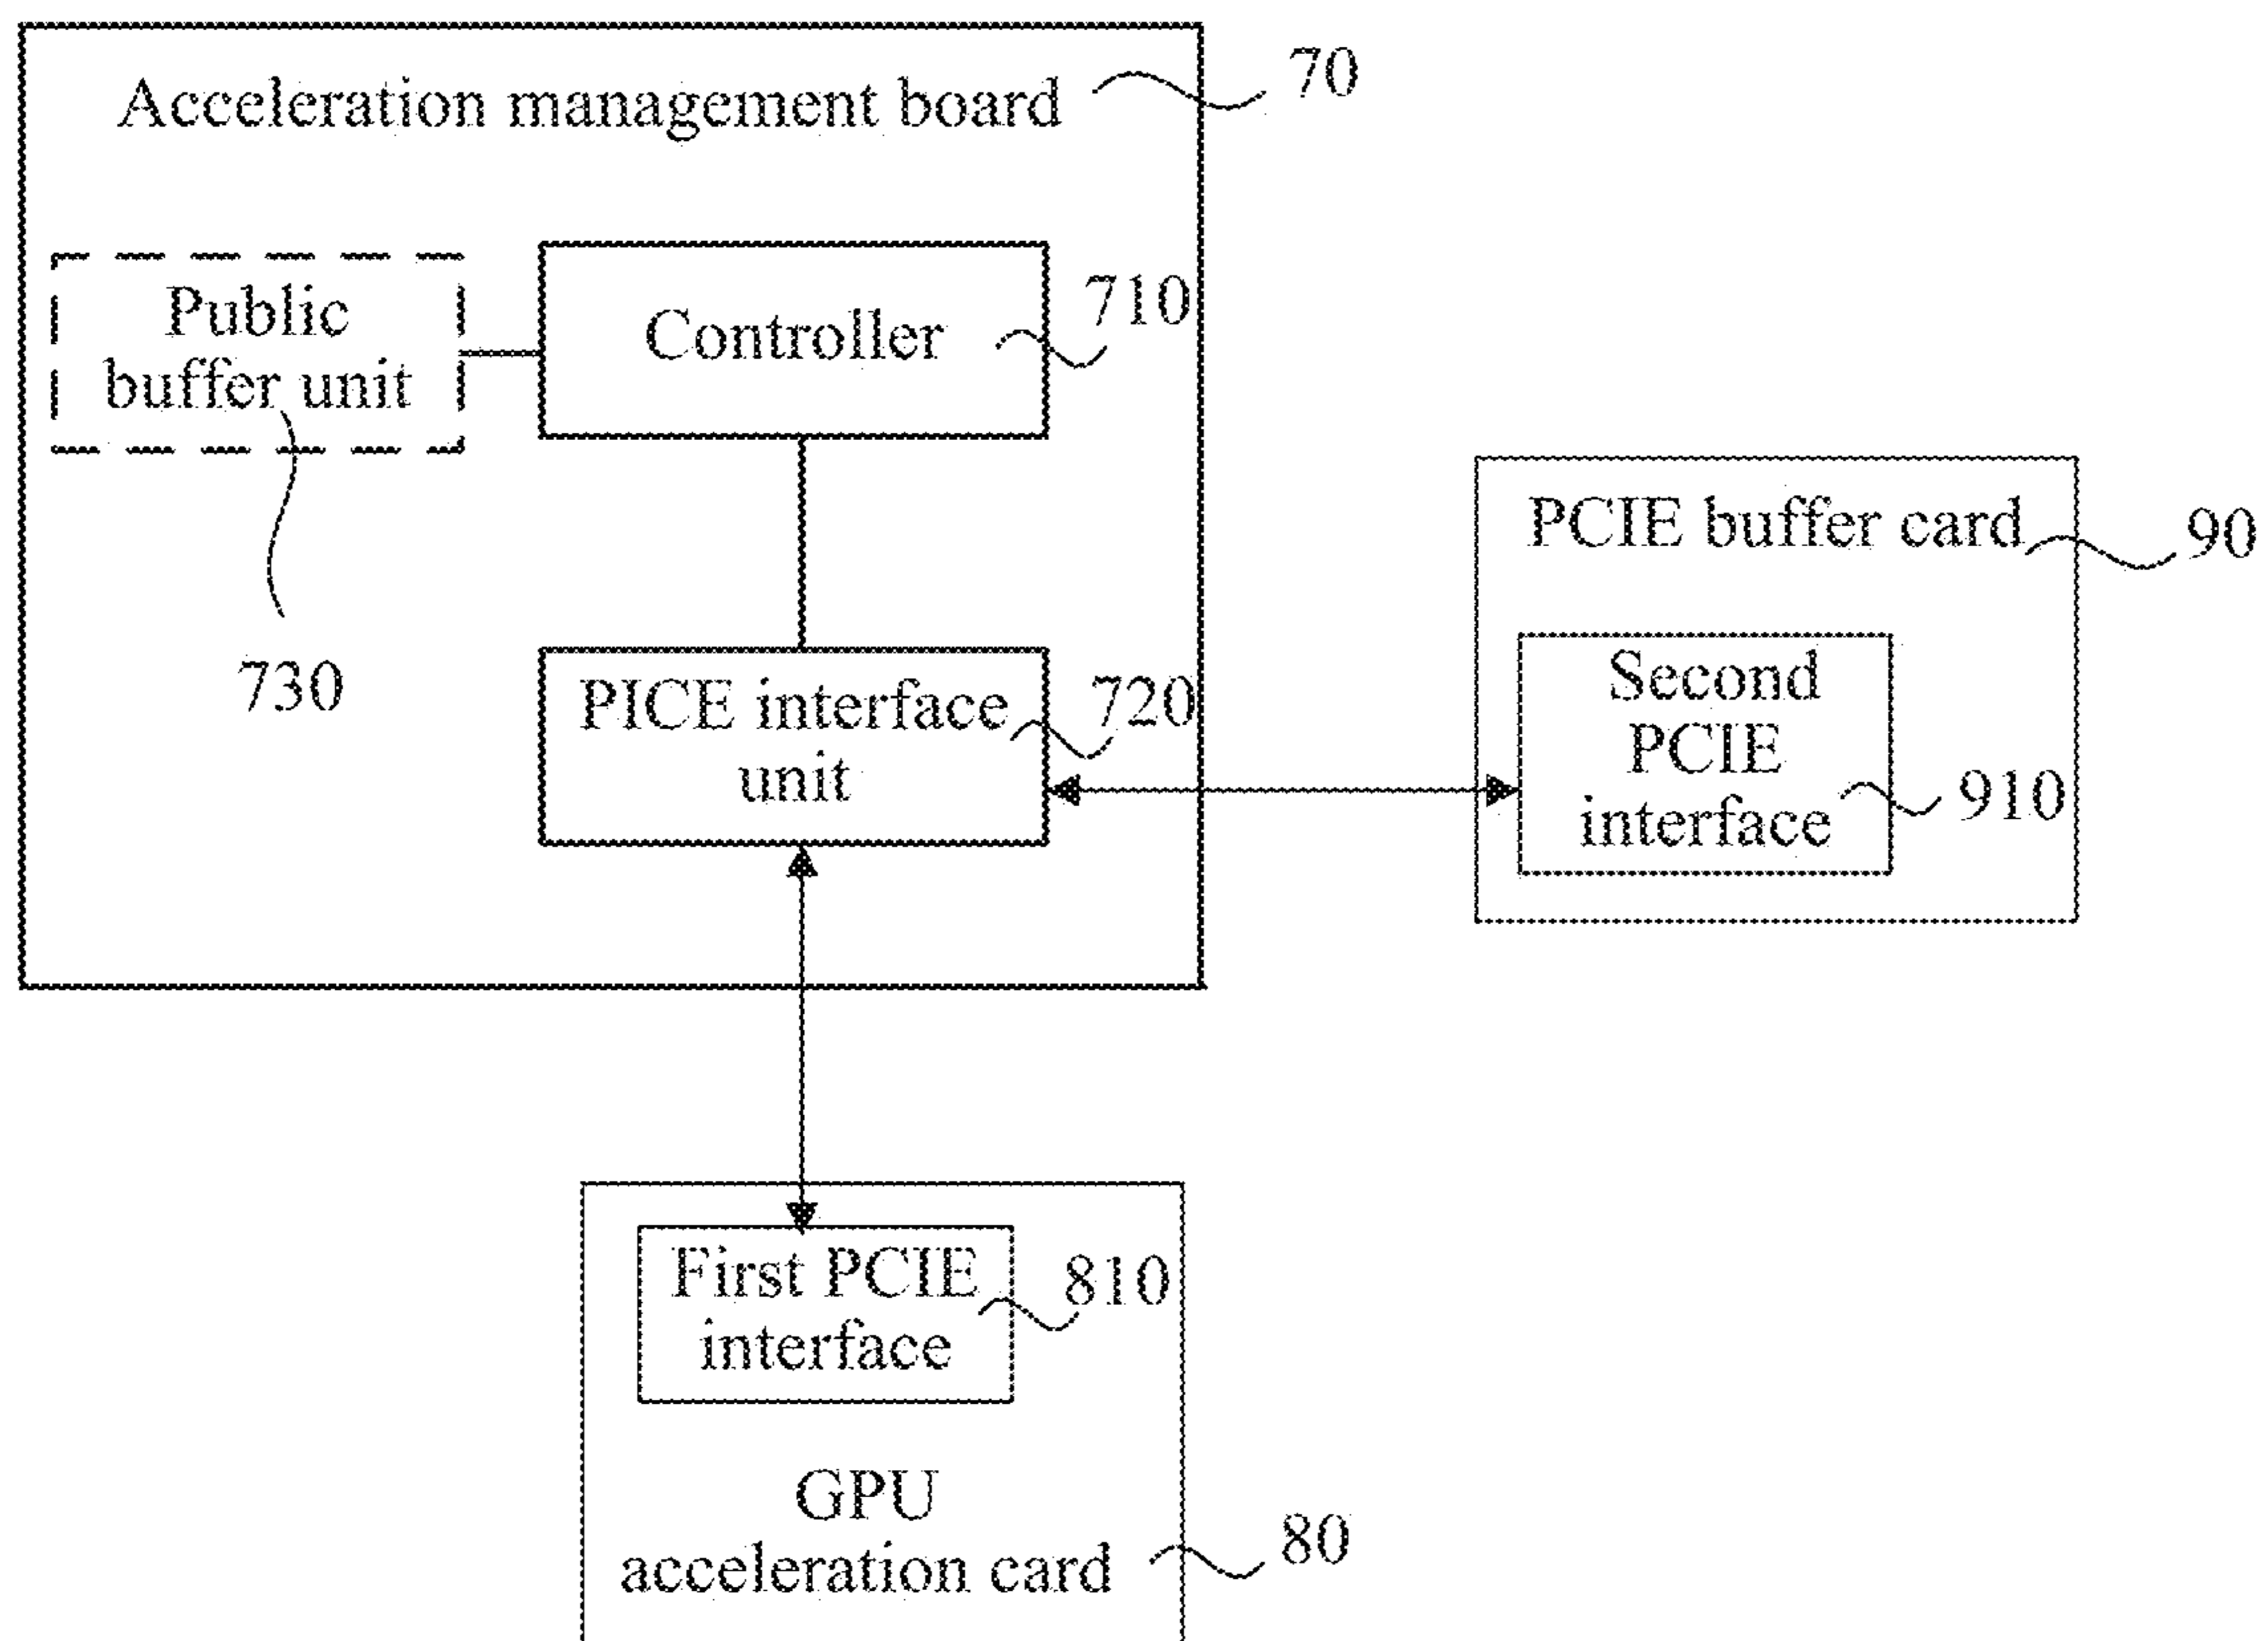 Acceleration management board
70
Public
buffer unit
Controller
710
730
PICE interface
unit
720
PCIE buffer card
90
Second
PCIE
interface
910
First PCIE
interface
810
GPU
acceleration card
80